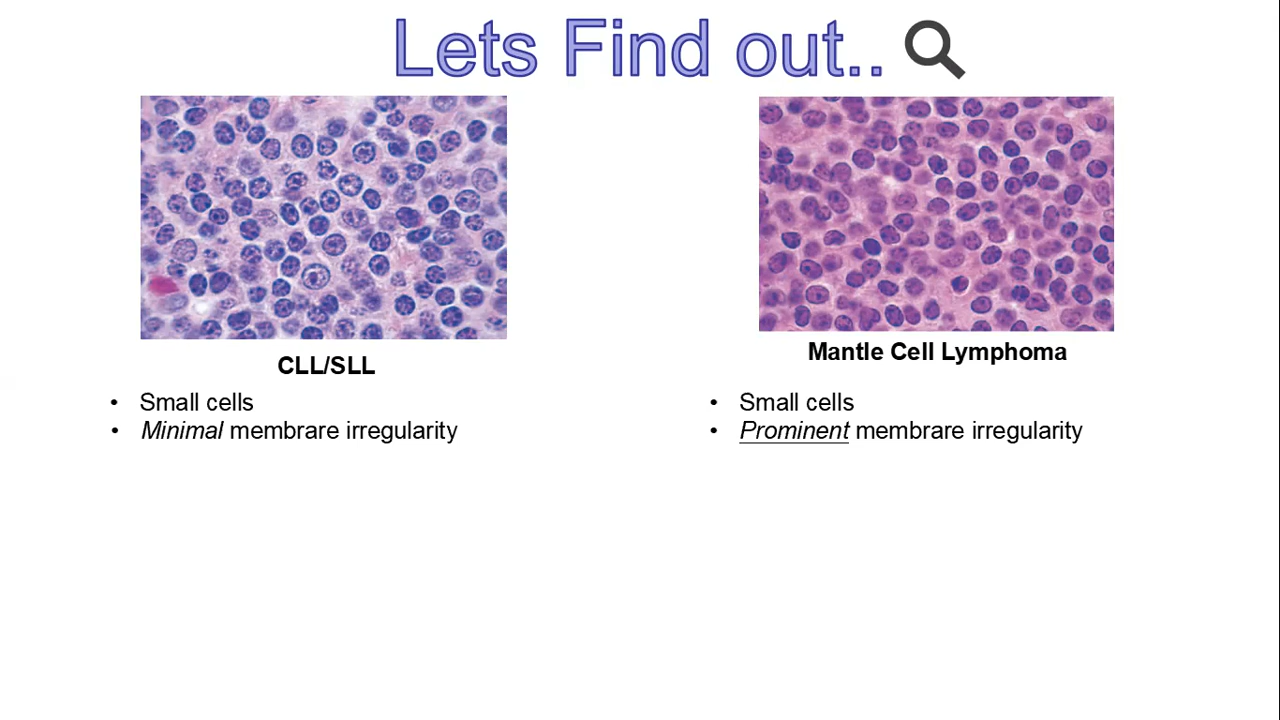 Lets Find out..
CLL/SLL
• Small cells
• Minimal membrare irregularity
Mantle Cell Lymphoma
• Small cells
• Prominent membrare irregularity